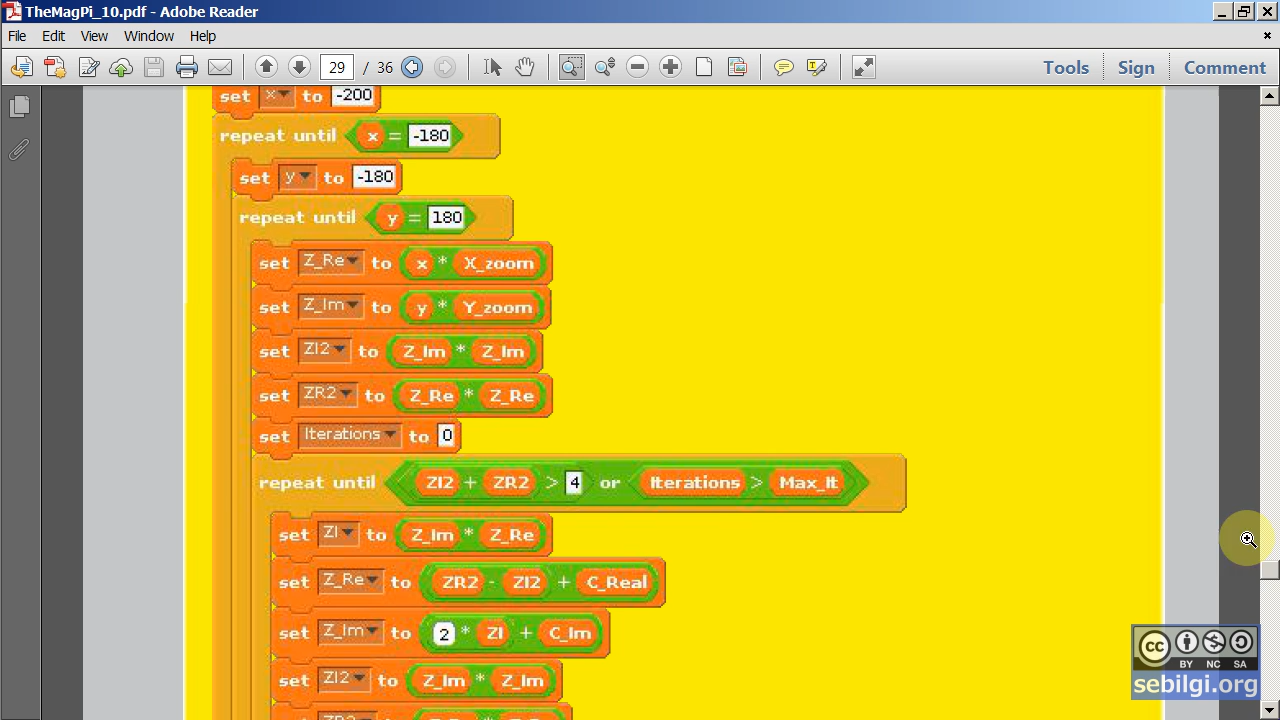 TheMagPi_10.pdf - Adobe Reader
File Edit View Window Help
29 / 36 Tools Sign Comment
set x to -200
repeat until x = -180
set y to -180
repeat until y = 180
set Z_Re to x * X_zoom
set Z_Im to y * Y_zoom
set ZI2 to Z_Im * Z_Im
set ZR2 to Z_Re * Z_Re
set Iterations to 0
repeat until ZI2 + ZR2 > 4 or Iterations > Max_It
set ZI to Z_Im * Z_Re
set Z_Re to ZR2 - ZI2 + C_Real
set Z_Im to 2 * ZI + C_Im
set ZI2 to Z_Im * Z_Im
cc BY NC SA
sebilgi.org